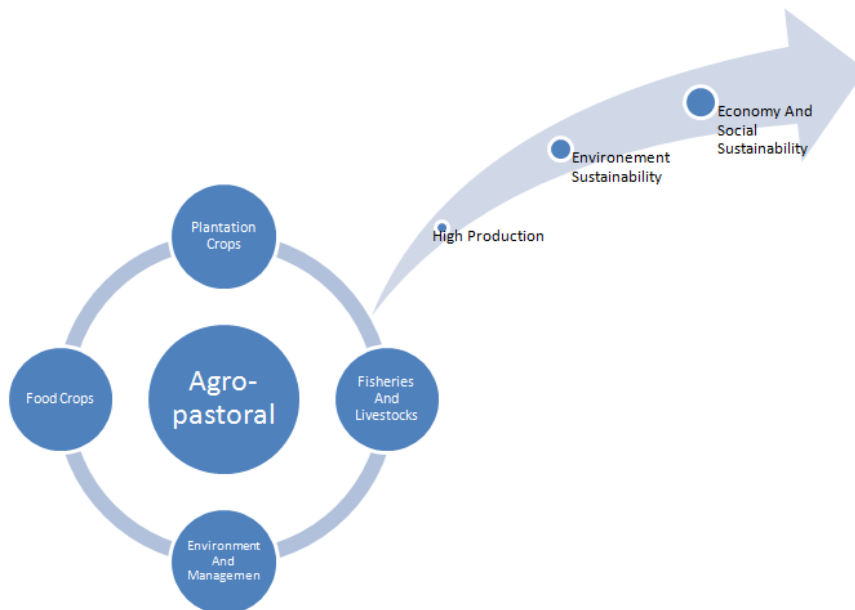 Plantation
Crops
Food Crops
Agro-
pastoral
Fisheries
And
Livestocks
Environment
And
Managemen
High Production
Environement
Sustainability
Economy And
Social
Sustainability